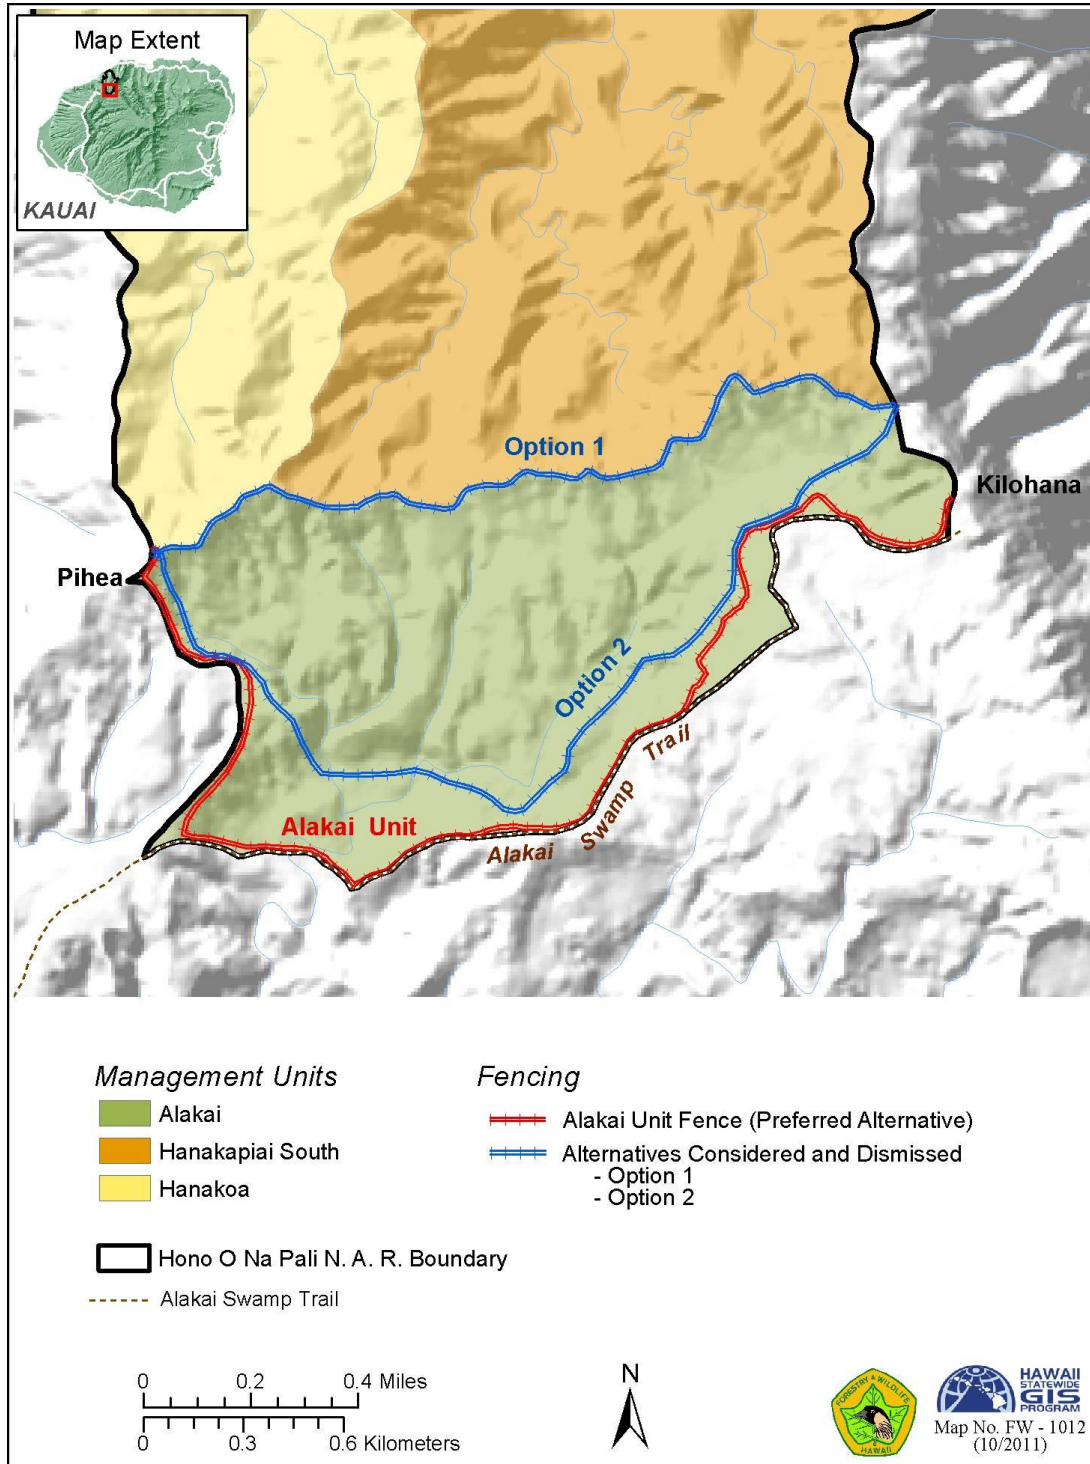 Map Extent
KAUAI
Option 1
Kilohana
Pihea
Option 2
Alakai Unit
Alakai Swamp Trail
Management Units
Alakai
Hanakapiai South
Hanakoa
Hono O Na Pali N. A. R. Boundary
Alakai Swamp Trail
Fencing
Alakai Unit Fence (Preferred Alternative)
Alternatives Considered and Dismissed
- Option 1
- Option 2
0 0.2 0.4 Miles
0 0.3 0.6 Kilometers
N
FORESTRY & WILDLIFE
HAWAII
HAWAII
STATEWIDE
GIS
PROGRAM
Map No. FW - 1012
(10/2011)